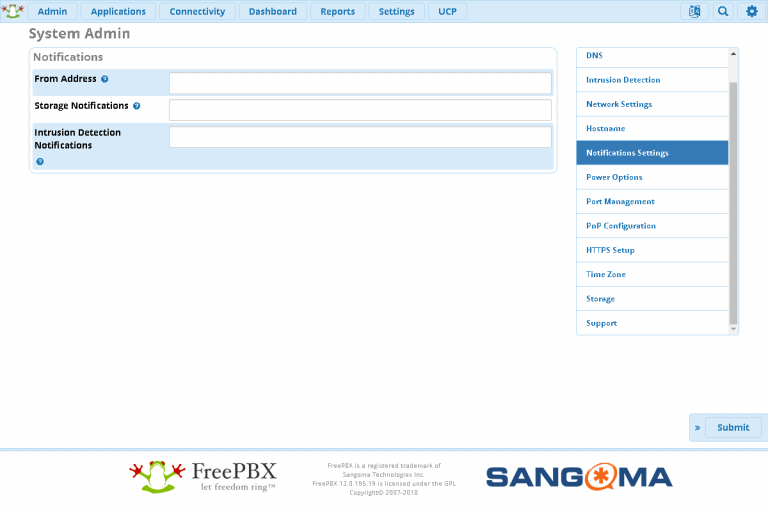 Admin Applications Connectivity Dashboard Reports Settings UCP
System Admin
Notifications
From Address
Storage Notifications
Intrusion Detection
Notifications
DNS
Intrusion Detection
Network Settings
Hostname
Notifications Settings
Power Options
Port Management
PnP Configuration
HTTPS Setup
Time Zone
Storage
Support
» Submit
FreePBX
let freedom ring™
FreePBX is a registered trademark of
Sangoma Technologies Inc.
FreePBX 13.0.195.19 is licensed under the GPL
Copyright© 2007-2018
SANGOMA